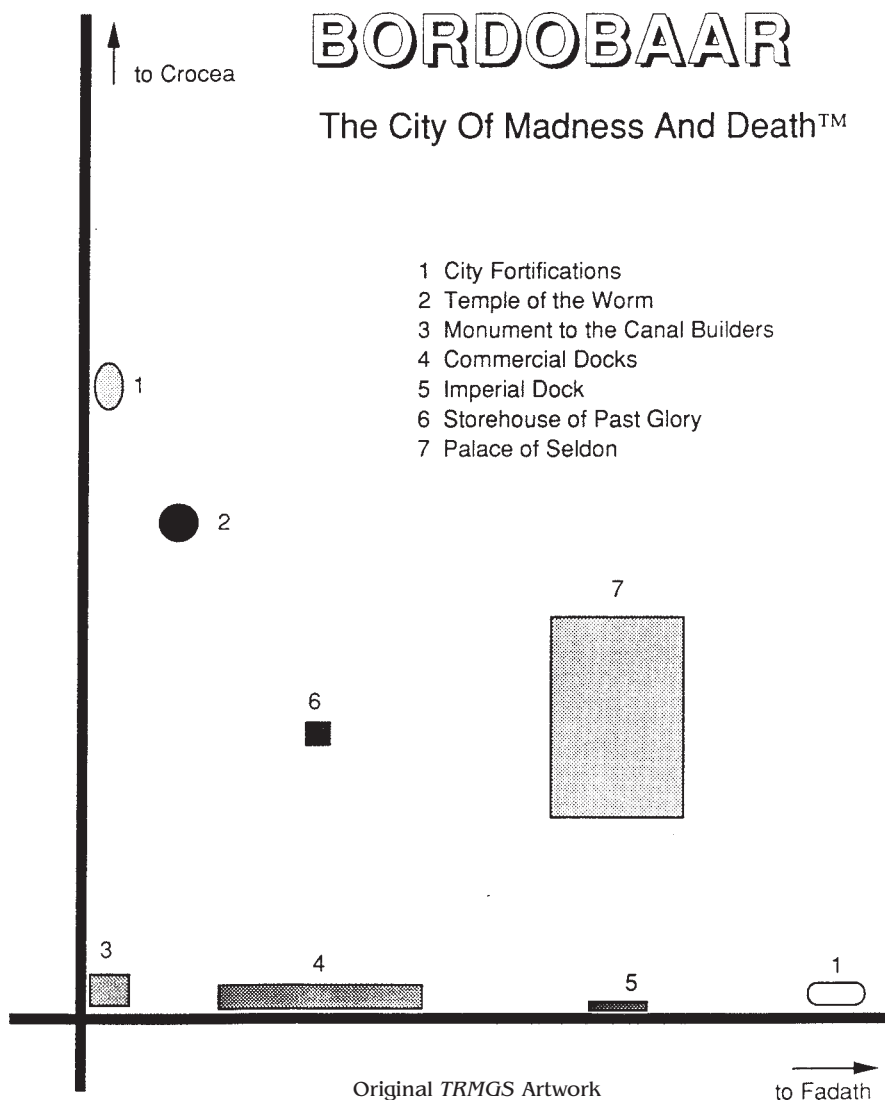 BORDOBAAR
to Crocea
The City Of Madness And Death™
1 City Fortifications
2 Temple of the Worm
3 Monument to the Canal Builders
4 Commercial Docks
5 Imperial Dock
6 Storehouse of Past Glory
7 Palace of Seldon
1
2
7
6
3
4
5
1
Original TRMGS Artwork
to Fadath